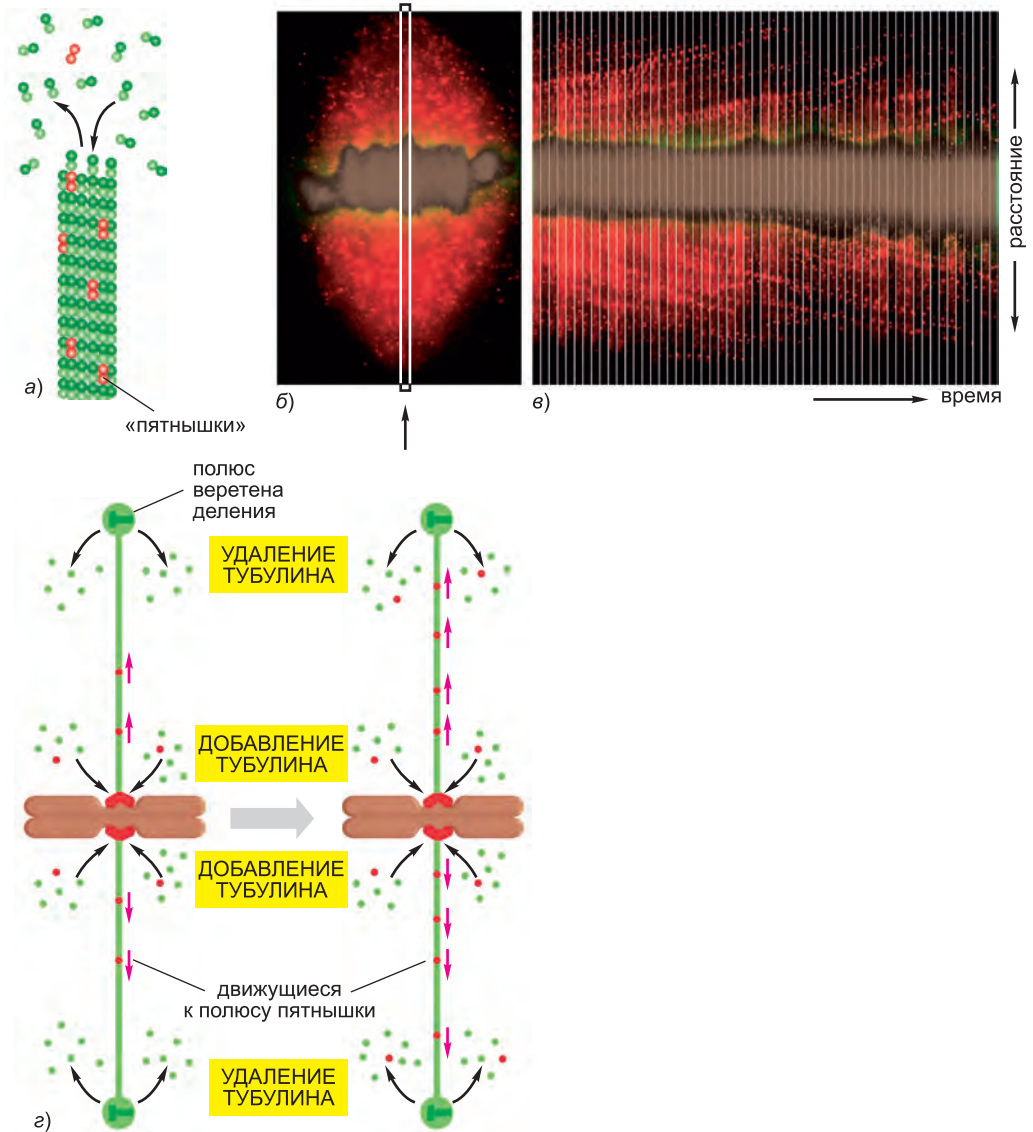 а)
«пятнышки»
б)
в)
время
расстояние
полюс
веретена
деления
УДАЛЕНИЕ
ТУБУЛИНА
ДОБАВЛЕНИЕ
ТУБУЛИНА
ДОБАВЛЕНИЕ
ТУБУЛИНА
движущиеся
к полюсу пятнышки
УДАЛЕНИЕ
ТУБУЛИНА
г)